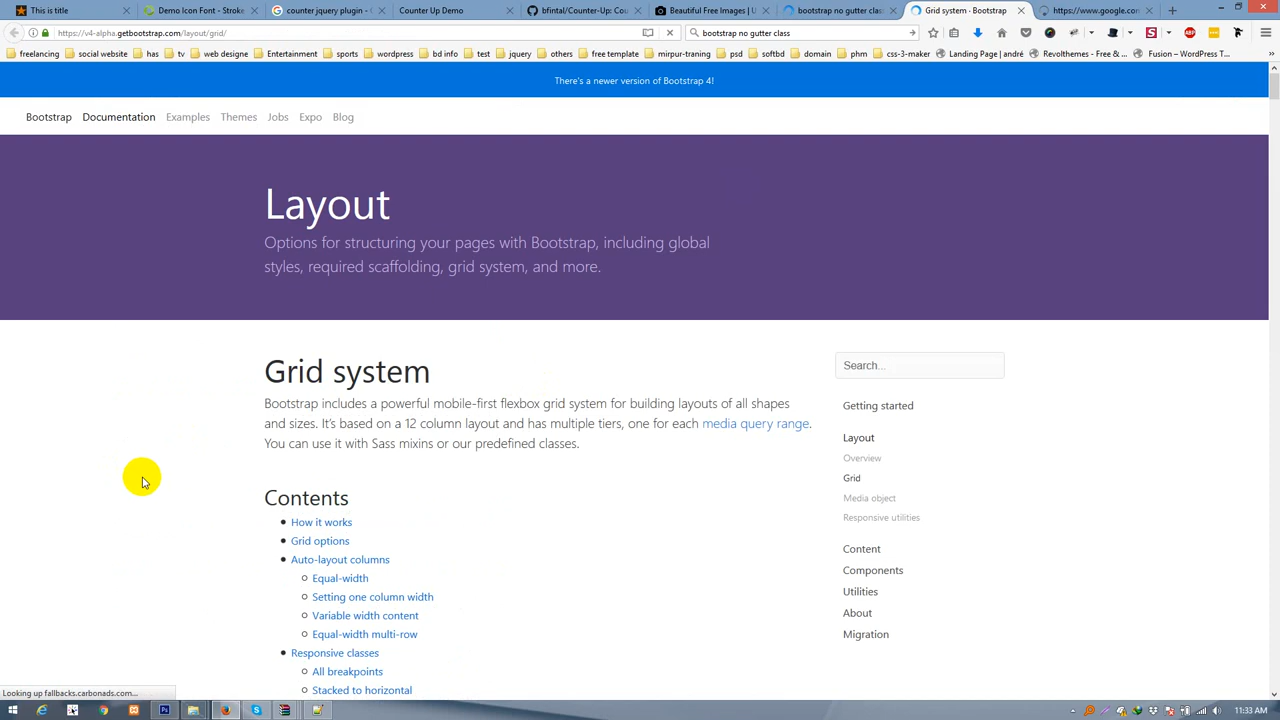 This is title
Demo Icon Font - Stroke
counter jquery plugin - G
Counter Up Demo
bfintal/Counter-Up: Cou
Beautiful Free Images | U
bootstrap no gutter class
Grid system · Bootstrap
https://www.google.con
https://v4-alpha.getbootstrap.com/layout/grid/
bootstrap no gutter class
freelancing
social website
has
tv
web designe
Entertainment
sports
wordpress
bd info
test
jquery
others
free template
mirpur-traning
psd
softbd
domain
phm
css-3-maker
Landing Page | andré
Revolthemes - Free & ...
Fusion – WordPress T...
There's a newer version of Bootstrap 4!
Bootstrap Documentation Examples Themes Jobs Expo Blog
Layout
Options for structuring your pages with Bootstrap, including global
styles, required scaffolding, grid system, and more.
Grid system
Bootstrap includes a powerful mobile-first flexbox grid system for building layouts of all shapes
and sizes. It's based on a 12 column layout and has multiple tiers, one for each media query range.
You can use it with Sass mixins or our predefined classes.
Contents
How it works
Grid options
Auto-layout columns
Equal-width
Setting one column width
Variable width content
Equal-width multi-row
Responsive classes
All breakpoints
Stacked to horizontal
Search...
Getting started
Layout
Overview
Grid
Media object
Responsive utilities
Content
Components
Utilities
About
Migration
Looking up fallbacks.carbonads.com...
11:33 AM